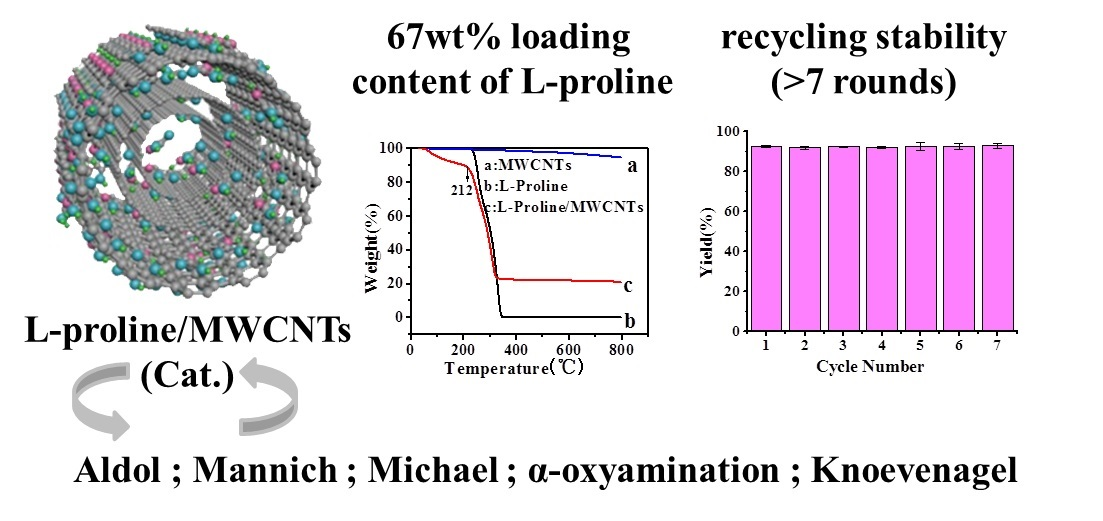 67wt% loading
content of L-proline
recycling stability
(>7 rounds)
100
80
60
40
20
0
Weight(%)
a:MWCNTs
b:L-Proline
c:L-Proline/MWCNTs
212
a
c
b
0
200
400
600
800
Temperature(℃)
100
80
60
40
20
0
Yield(%)
1
2
3
4
5
6
7
Cycle Number
L-proline/MWCNTs
(Cat.)
Aldol ; Mannich ; Michael ; α-oxyamination ; Knoevenagel